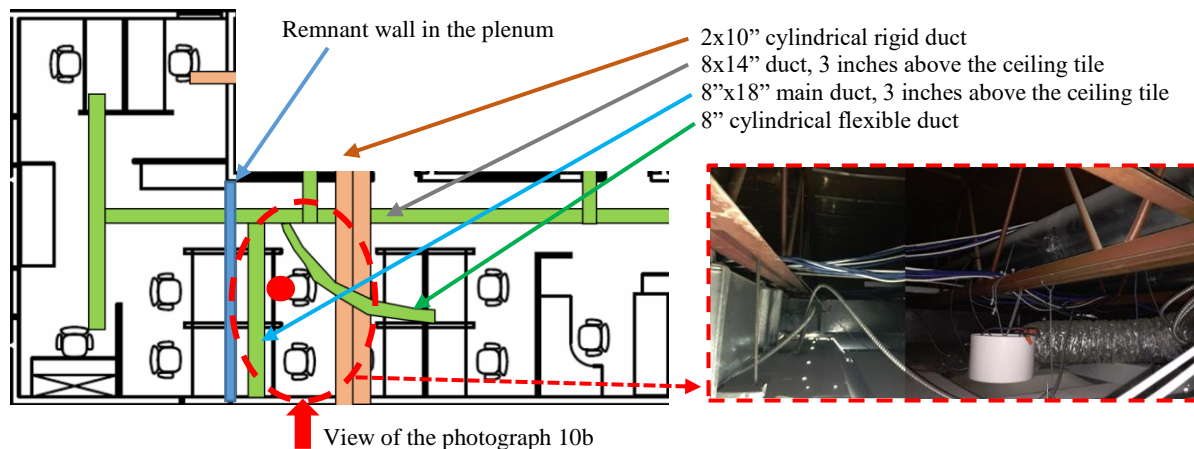 Remnant wall in the plenum
2x10” cylindrical rigid duct
8x14” duct, 3 inches above the ceiling tile
8”x18” main duct, 3 inches above the ceiling tile
8” cylindrical flexible duct
View of the photograph 10b